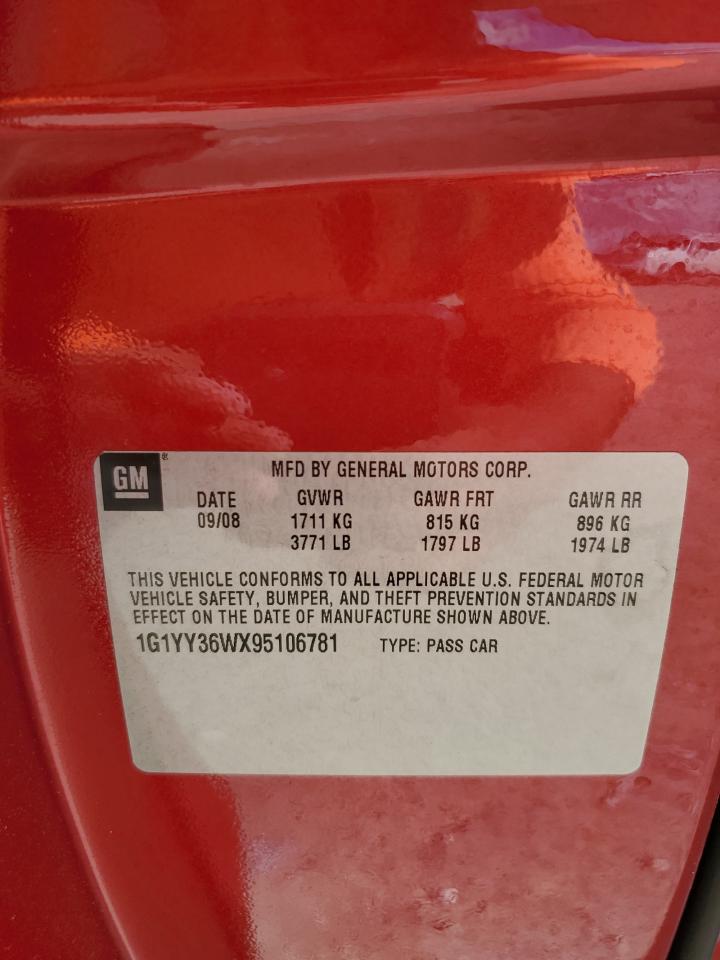 GM ® MFD BY GENERAL MOTORS CORP.
DATE GVWR GAWR FRT GAWR RR
09/08 1711 KG 815 KG 896 KG
3771 LB 1797 LB 1974 LB
THIS VEHICLE CONFORMS TO ALL APPLICABLE U.S. FEDERAL MOTOR
VEHICLE SAFETY, BUMPER, AND THEFT PREVENTION STANDARDS IN
EFFECT ON THE DATE OF MANUFACTURE SHOWN ABOVE.
1G1YY36WX95106781 TYPE: PASS CAR